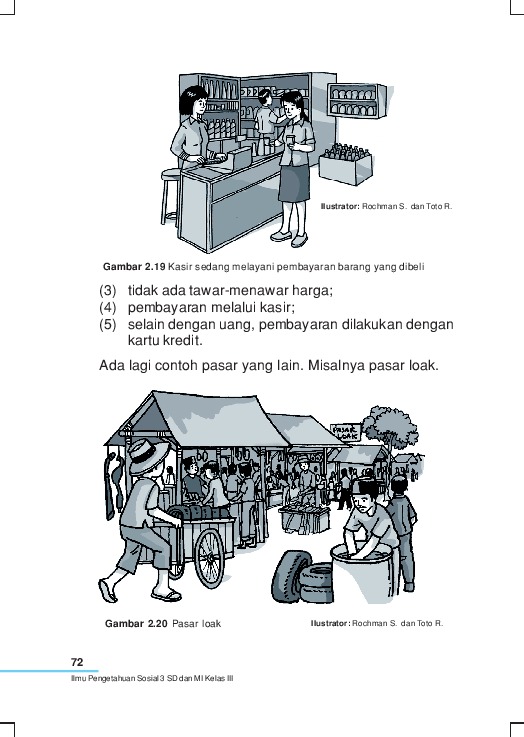 Ilustrator: Rochman S. dan Toto R.
Gambar 2.19 Kasir sedang melayani pembayaran barang yang dibeli
(3) tidak ada tawar-menawar harga;
(4) pembayaran melalui kasir;
(5) selain dengan uang, pembayaran dilakukan dengan
kartu kredit.
Ada lagi contoh pasar yang lain. Misalnya pasar loak.
PASAR
LOAK
Gambar 2.20 Pasar loak
Ilustrator: Rochman S. dan Toto R.
72
Ilmu Pengetahuan Sosial 3 SD dan MI Kelas III